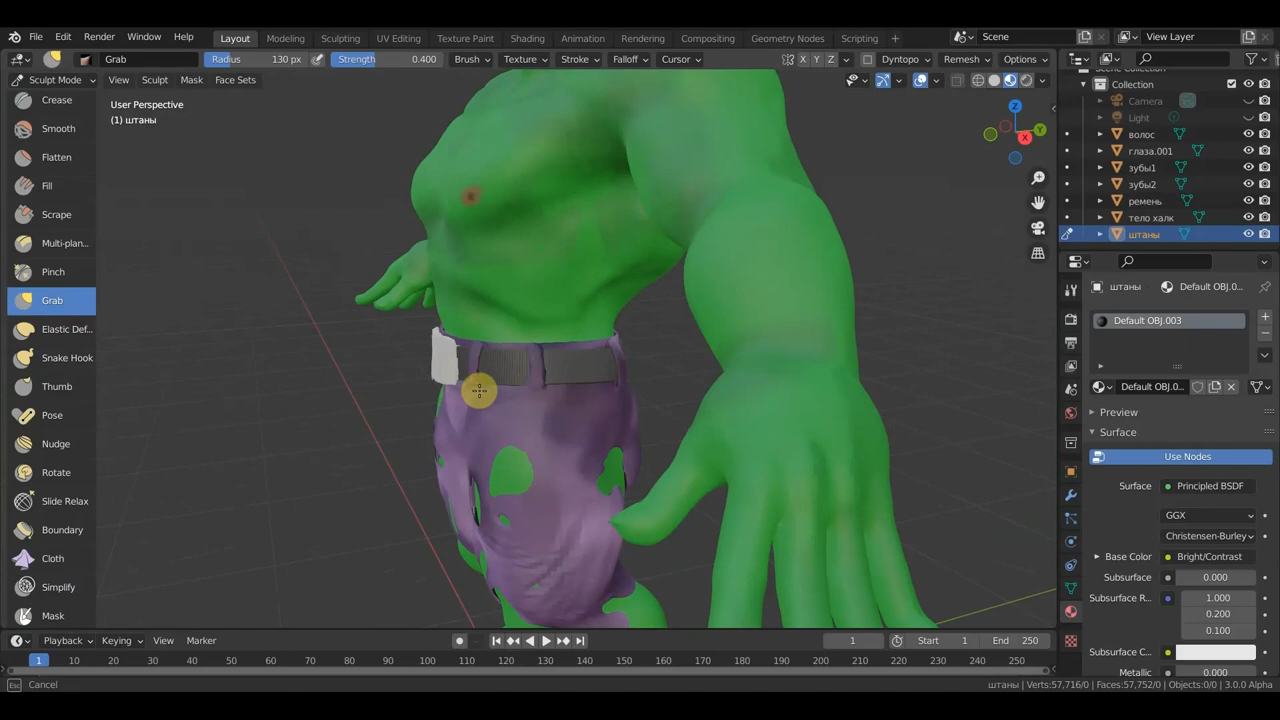 File Edit Render Window Help Layout Modeling Sculpting UV Editing Texture Paint Shading Animation Rendering Compositing Geometry Nodes Scripting + Scene View Layer
Grab Radius 130 px Strength 0.400 Brush Texture Stroke Falloff Cursor X Y Z Dyntopo Remesh Options
Sculpt Mode View Sculpt Mask Face Sets
User Perspective
(1) штаны
Z
Y
X
Crease
Smooth
Flatten
Fill
Scrape
Multi-plan...
Pinch
Grab
Elastic Def...
Snake Hook
Thumb
Pose
Nudge
Rotate
Slide Relax
Boundary
Cloth
Simplify
Mask
Collection
Camera
Light
волос
глаза.001
зубы1
зубы2
ремень
тело халк
штаны
штаны Default OBJ.0...
Default OBJ.003
Default OBJ.0...
Preview
Surface
Use Nodes
Surface Principled BSDF
GGX
Christensen-Burley
Base Color Bright/Contrast
Subsurface 0.000
Subsurface R... 1.000
0.200
0.100
Subsurface C...
Metallic 0.000
Playback Keying View Marker 1 Start 1 End 250
1 10 20 30 40 50 60 70 80 90 100 110 120 130 140 150 160 170 180 190 200 210 220 230 240 250
Esc Cancel штаны | Verts:57,716/0 | Faces:57,752/0 | Objects:0/0 | 3.0.0 Alpha